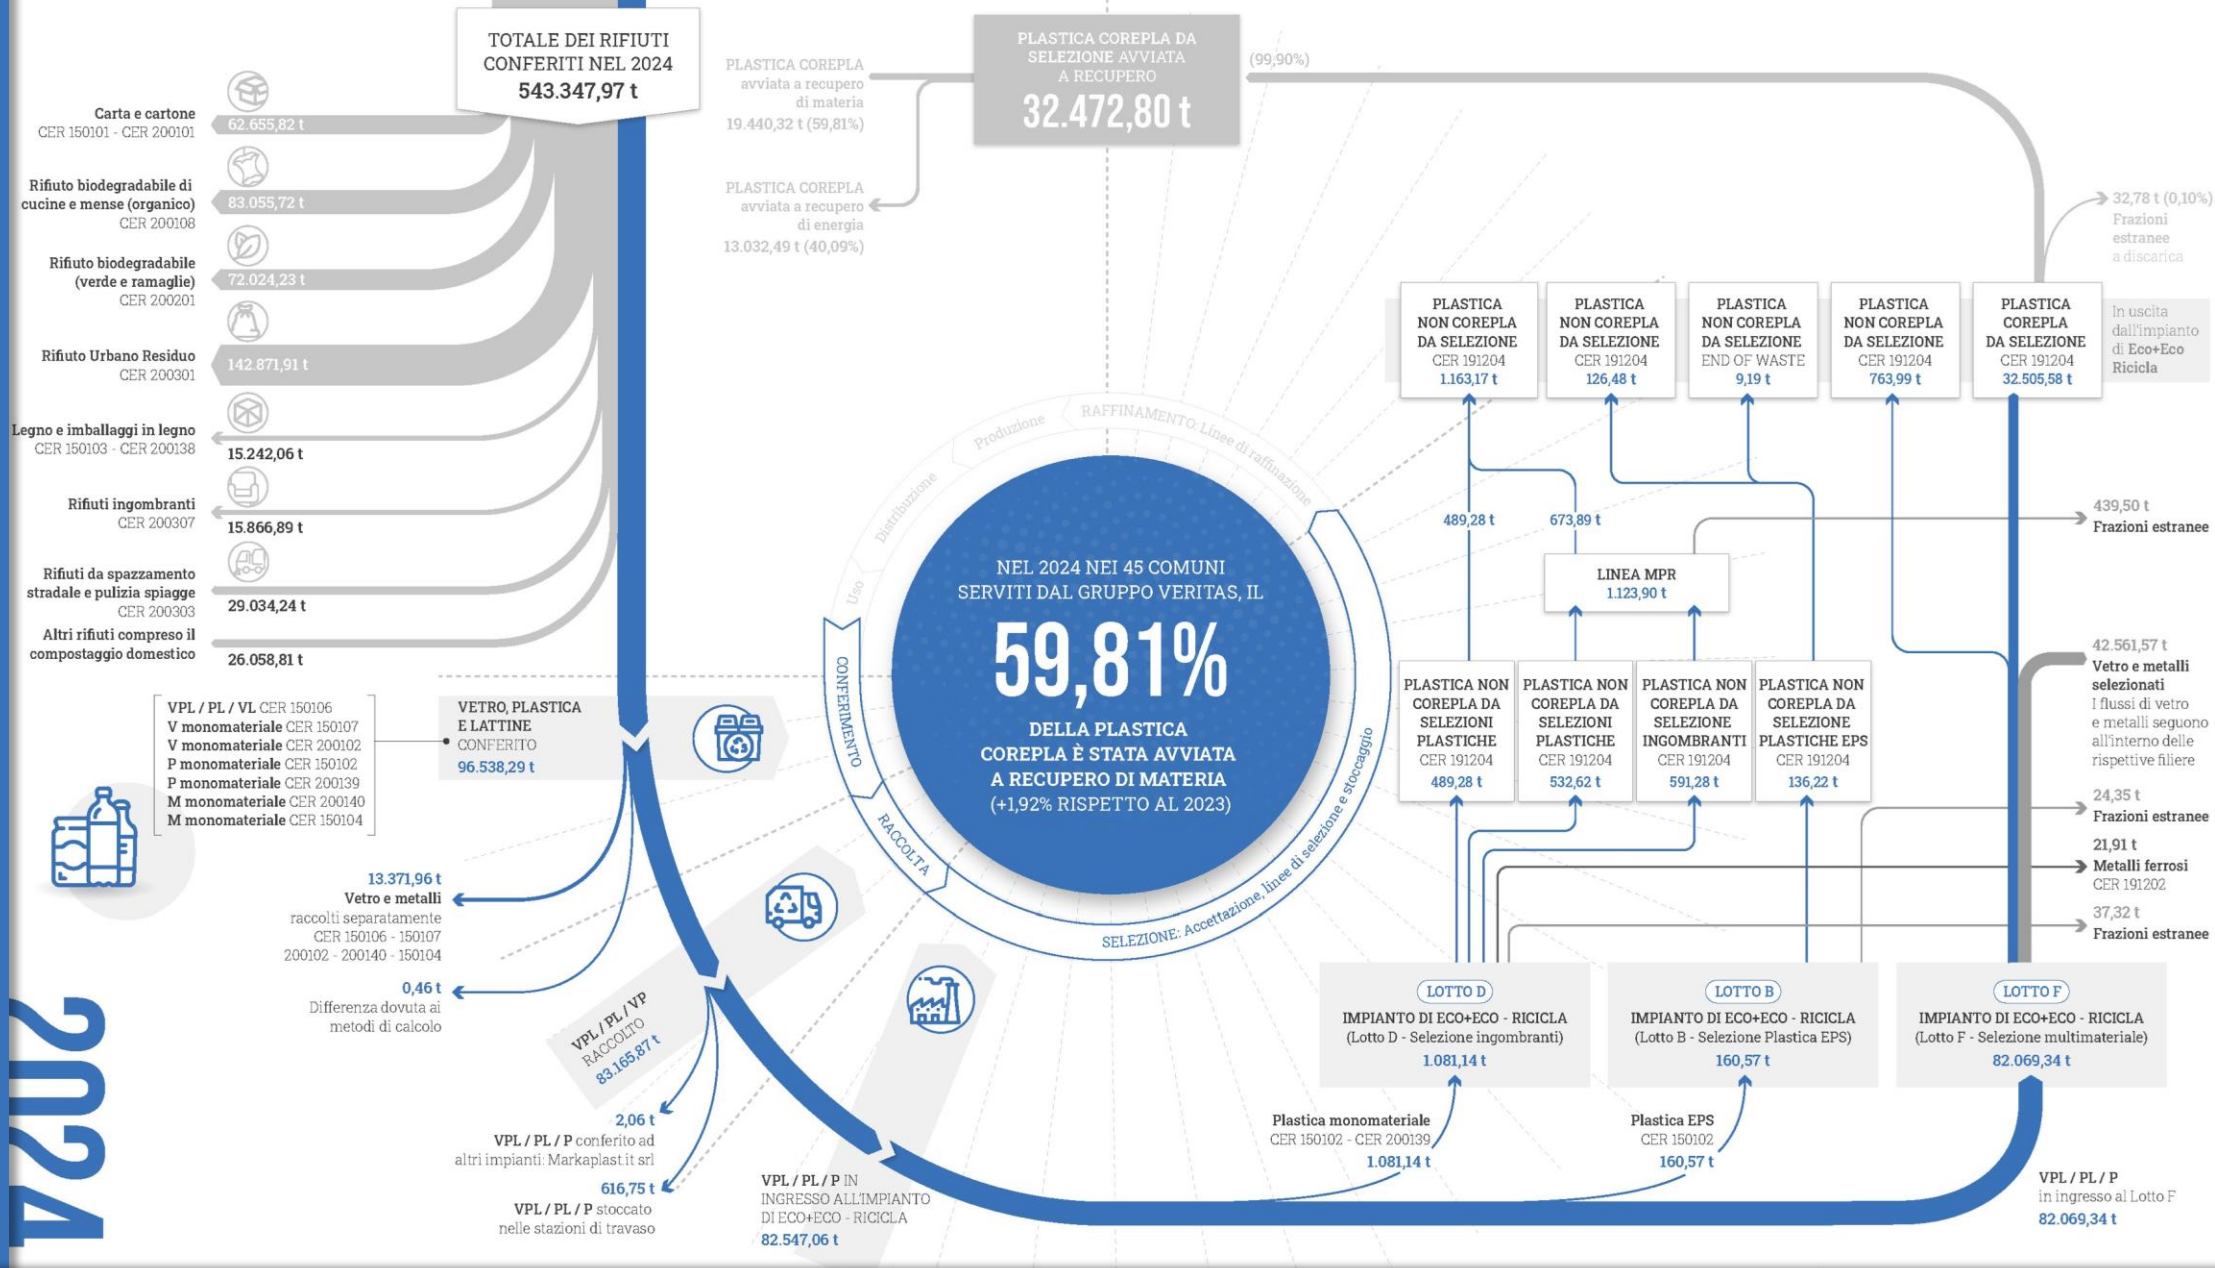 TOTALE DEI RIFIUTI
CONFERITI NEL 2024
543.347,97 t
Carta e cartone
CER 150101 - CER 200101
62.655,82 t
Rifiuto biodegradabile di
cucine e mense (organico)
CER 200108
83.055,72 t
Rifiuto biodegradabile
(verde e ramaglie)
CER 200201
72.024,23 t
Rifiuto Urbano Residuo
CER 200301
142.871,91 t
Legno e imballaggi in legno
CER 150103 - CER 200138
15.242,06 t
Rifiuti ingombranti
CER 200307
15.866,89 t
Rifiuti da spazzamento
stradale e pulizia spiagge
CER 200303
29.034,24 t
Altri rifiuti compreso il
compostaggio domestico
26.058,81 t
PLASTICA COREPLA
avviata a recupero
di materia
19.440,32 t (59,81%)
PLASTICA COREPLA
avviata a recupero
di energia
13.032,49 t (40,09%)
PLASTICA COREPLA DA
SELEZIONE AVVIATA
A RECUPERO
32.472,80 t
(99,90%)
32,78 t (0,10%)
Frazioni
estranee
a discarica
PLASTICA
NON COREPLA
DA SELEZIONE
CER 191204
1.163,17 t
PLASTICA
NON COREPLA
DA SELEZIONE
CER 191204
126,48 t
PLASTICA
NON COREPLA
DA SELEZIONE
END OF WASTE
9,19 t
PLASTICA
NON COREPLA
DA SELEZIONE
CER 191204
763,99 t
PLASTICA
COREPLA
DA SELEZIONE
CER 191204
32.505,58 t
In uscita
dall'impianto
di Eco+Eco
Ricicla
489,28 t
673,89 t
439,50 t
Frazioni estranee
LINEA MPR
1.123,90 t
PLASTICA NON
COREPLA DA
SELEZIONI
PLASTICHE
CER 191204
489,28 t
PLASTICA NON
COREPLA DA
SELEZIONI
PLASTICHE
CER 191204
532,62 t
PLASTICA NON
COREPLA DA
SELEZIONE
INGOMBRANTI
CER 191204
591,28 t
PLASTICA NON
COREPLA DA
SELEZIONE
PLASTICHE EPS
CER 191204
136,22 t
42.561,57 t
Vetro e metalli
selezionati
I flussi di vetro
e metalli seguono
all'interno delle
rispettive filiere
24,35 t
Frazioni estranee
21,91 t
Metalli ferrosi
CER 191202
37,32 t
Frazioni estranee
Uso
Distribuzione
Produzione
RAFFINAMENTO: Linee di raffinazione
CONFERIMENTO
RACCOLTA
SELEZIONE: Accettazione, linee di selezione e stoccaggio
NEL 2024 NEI 45 COMUNI
SERVITI DAL GRUPPO VERITAS, IL
59,81%
DELLA PLASTICA
COREPLA È STATA AVVIATA
A RECUPERO DI MATERIA
(+1,92% RISPETTO AL 2023)
VPL / PL / VL CER 150106
V monomateriale CER 150107
V monomateriale CER 200102
P monomateriale CER 150102
P monomateriale CER 200139
M monomateriale CER 200140
M monomateriale CER 150104
VETRO, PLASTICA
E LATTINE
CONFERITO
96.538,29 t
13.371,96 t
Vetro e metalli
raccolti separatamente
CER 150106 - 150107
200102 - 200140 - 150104
0,46 t
Differenza dovuta ai
metodi di calcolo
VPL / PL / VP
RACCOLTO
83.165,87 t
2,06 t
VPL / PL / P conferito ad
altri impianti: Markaplast.it srl
616,75 t
VPL / PL / P stoccato
nelle stazioni di travaso
VPL / PL / P IN
INGRESSO ALL'IMPIANTO
DI ECO+ECO - RICICLA
82.547,06 t
LOTTO D
IMPIANTO DI ECO+ECO - RICICLA
(Lotto D - Selezione ingombranti)
1.081,14 t
LOTTO B
IMPIANTO DI ECO+ECO - RICICLA
(Lotto B - Selezione Plastica EPS)
160,57 t
LOTTO F
IMPIANTO DI ECO+ECO - RICICLA
(Lotto F - Selezione multimateriale)
82.069,34 t
Plastica monomateriale
CER 150102 - CER 200139
1.081,14 t
Plastica EPS
CER 150102
160,57 t
VPL / PL / P
in ingresso al Lotto F
82.069,34 t
2024